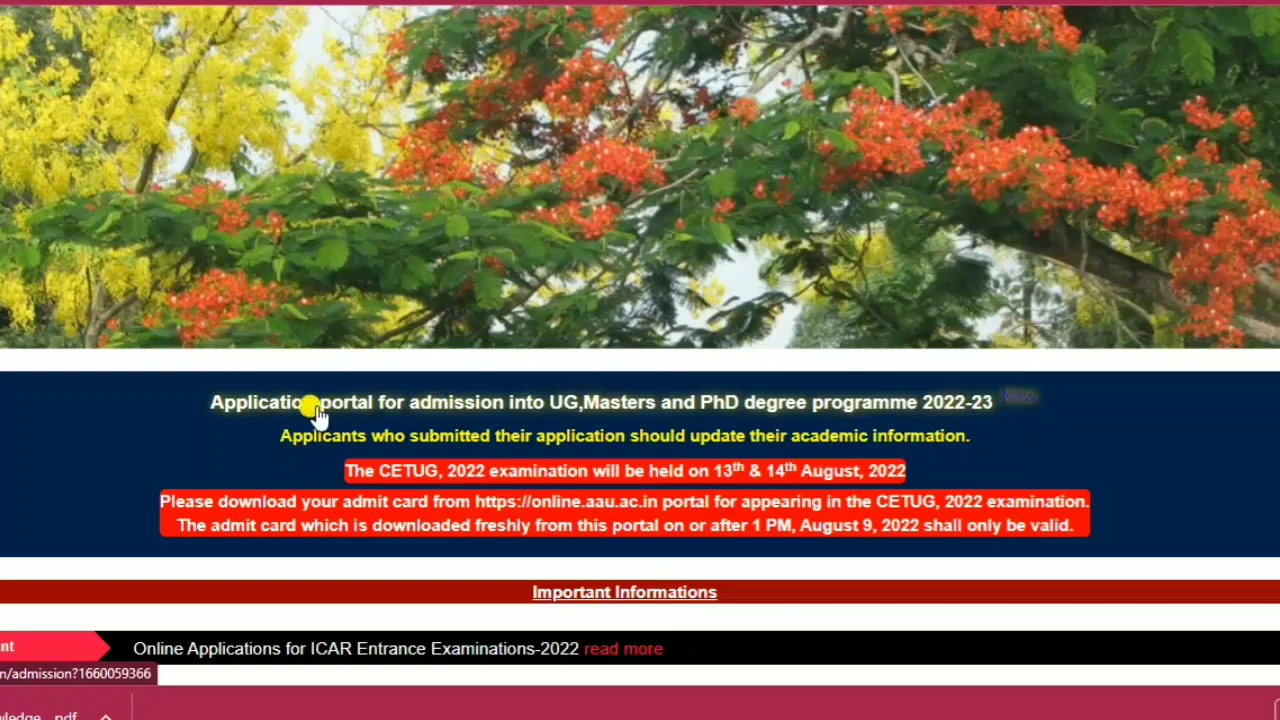 Application portal for admission into UG,Masters and PhD degree programme 2022-23
Applicants who submitted their application should update their academic information.
The CETUG, 2022 examination will be held on 13th & 14th August, 2022
Please download your admit card from https://online.aau.ac.in portal for appearing in the CETUG, 2022 examination.
The admit card which is downloaded freshly from this portal on or after 1 PM, August 9, 2022 shall only be valid.
Important Informations
nt Online Applications for ICAR Entrance Examinations-2022 read more
n/admission?1660059366
wledge...pdf